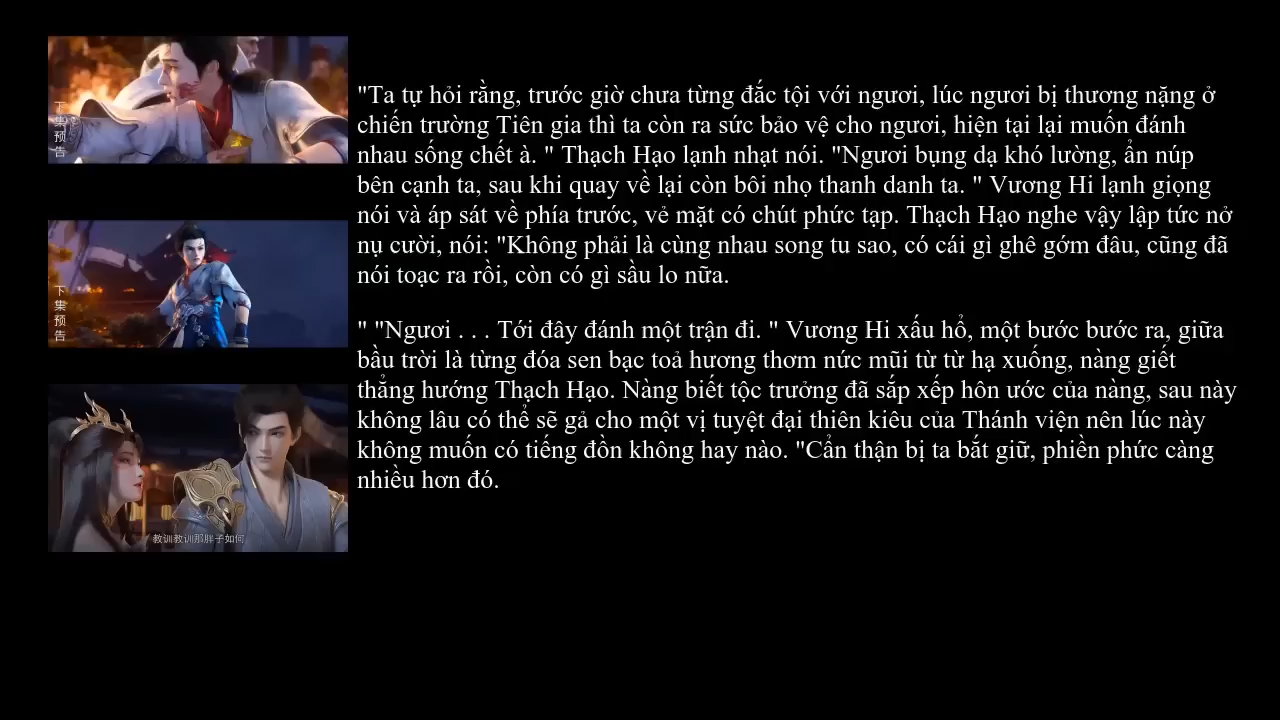 下集预告
下集预告
教训教训那胖子如何
"Ta tự hỏi rằng, trước giờ chưa từng đắc tội với ngươi, lúc ngươi bị thương nặng ở
chiến trường Tiên gia thì ta còn ra sức bảo vệ cho ngươi, hiện tại lại muốn đánh
nhau sống chết à. " Thạch Hạo lạnh nhạt nói. "Ngươi bụng dạ khó lường, ẩn núp
bên cạnh ta, sau khi quay về lại còn bôi nhọ thanh danh ta. " Vương Hi lạnh giọng
nói và áp sát về phía trước, vẻ mặt có chút phức tạp. Thạch Hạo nghe vậy lập tức nở
nụ cười, nói: "Không phải là cùng nhau song tu sao, có cái gì ghê gớm đâu, cũng đã
nói toạc ra rồi, còn có gì sầu lo nữa.
" "Ngươi . . . Tới đây đánh một trận đi. " Vương Hi xấu hổ, một bước bước ra, giữa
bầu trời là từng đóa sen bạc toả hương thơm nức mũi từ từ hạ xuống, nàng giết
thẳng hướng Thạch Hạo. Nàng biết tộc trưởng đã sắp xếp hôn ước của nàng, sau này
không lâu có thể sẽ gả cho một vị tuyệt đại thiên kiêu của Thánh viện nên lúc này
không muốn có tiếng đồn không hay nào. "Cẩn thận bị ta bắt giữ, phiền phức càng
nhiều hơn đó.